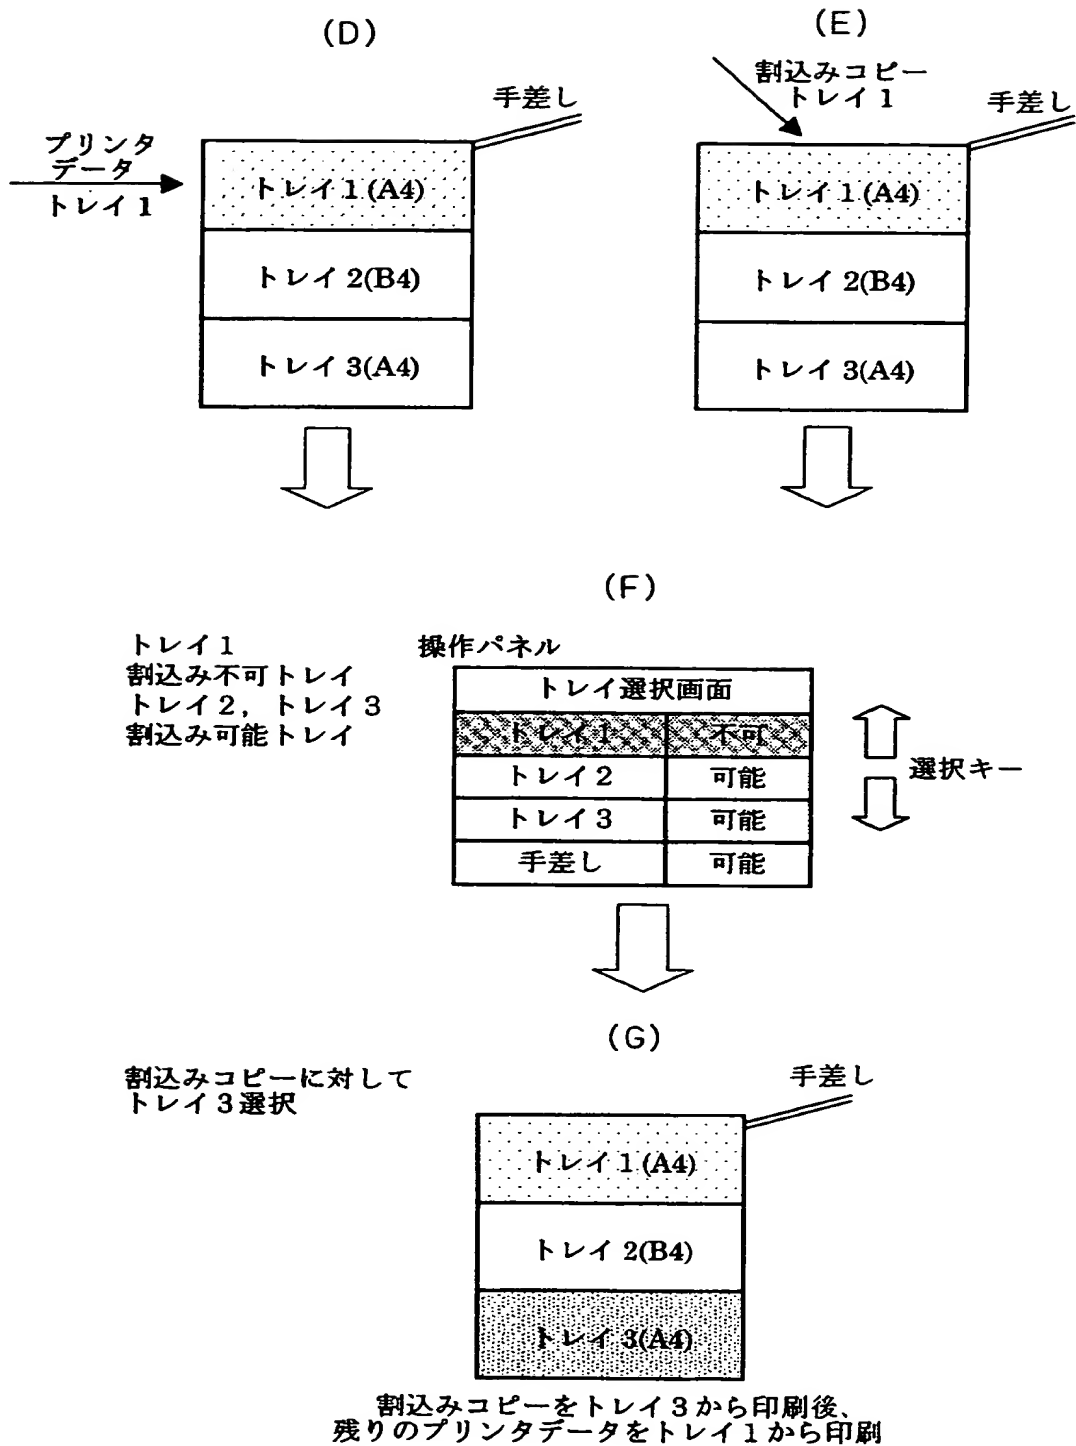 (D)
プリンタ
データ
トレイ1
手差し
トレイ1(A4)
トレイ2(B4)
トレイ3(A4)
(E)
割込みコピー
トレイ1
手差し
トレイ1(A4)
トレイ2(B4)
トレイ3(A4)
(F)
トレイ1
割込み不可トレイ
トレイ2，トレイ3
割込み可能トレイ
操作パネル
トレイ選択画面
トレイ1 不可
トレイ2 可能
トレイ3 可能
手差し 可能
選択キー
(G)
割込みコピーに対して
トレイ3選択
手差し
トレイ1(A4)
トレイ2(B4)
トレイ3(A4)
割込みコピーをトレイ3から印刷後、
残りのプリンタデータをトレイ1から印刷